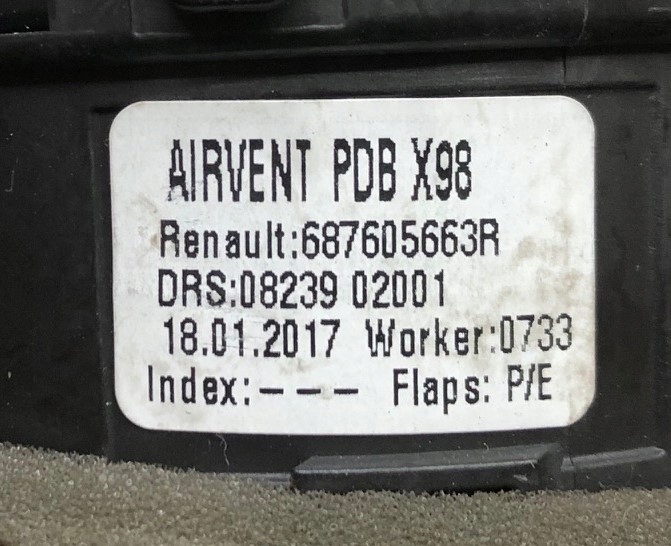 AIRVENT PDB X98
Renault:687605663R
DRS:08239 02001
18.01.2017 Worker:0733
Index:--- Flaps: P/E